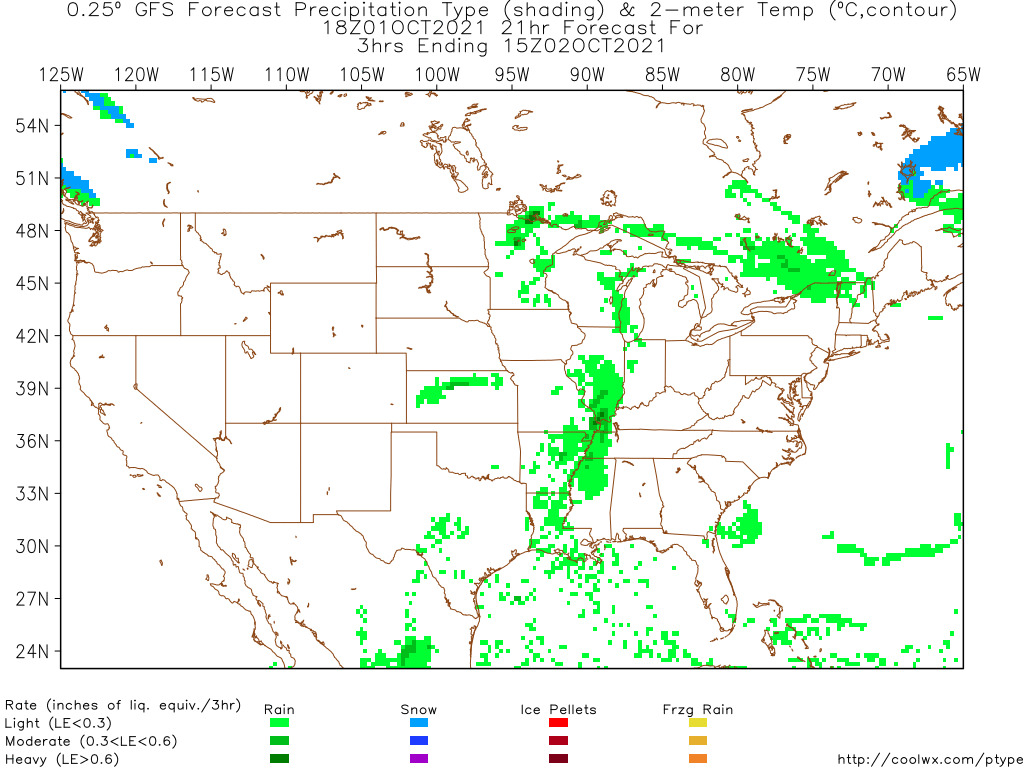 0.25º GFS Forecast Precipitation Type (shading) & 2-meter Temp (ºC,contour)
18Z01OCT2021 21hr Forecast For
3hrs Ending 15Z02OCT2021
125W 120W 115W 110W 105W 100W 95W 90W 85W 80W 75W 70W 65W
54N
51N
48N
45N
42N
39N
36N
33N
30N
27N
24N
Rate (inches of liq. equiv./3hr) Rain Snow Ice Pellets Frzg Rain
Light (LE<0.3)
Moderate (0.3<LE<0.6)
Heavy (LE>0.6)
http://coolwx.com/ptype